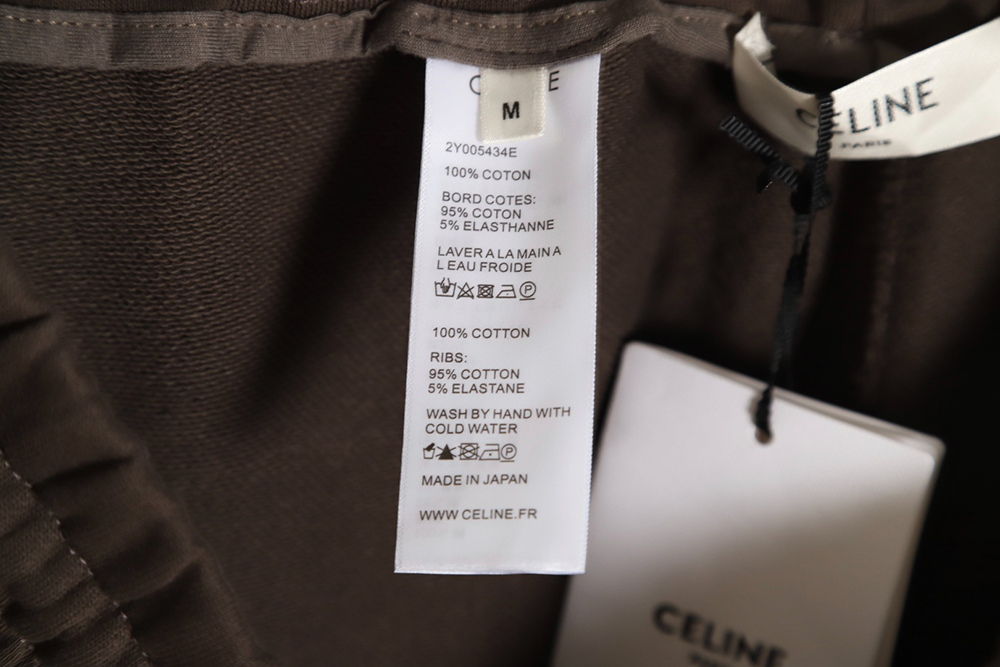 C E
M
2Y005434E
100% COTON
BORD COTES:
95% COTON
5% ELASTHANNE
LAVER A LA MAIN A
L EAU FROIDE
100% COTTON
RIBS:
95% COTTON
5% ELASTANE
WASH BY HAND WITH
COLD WATER
MADE IN JAPAN
WWW.CELINE.FR
CELINE
PARIS
CELINE